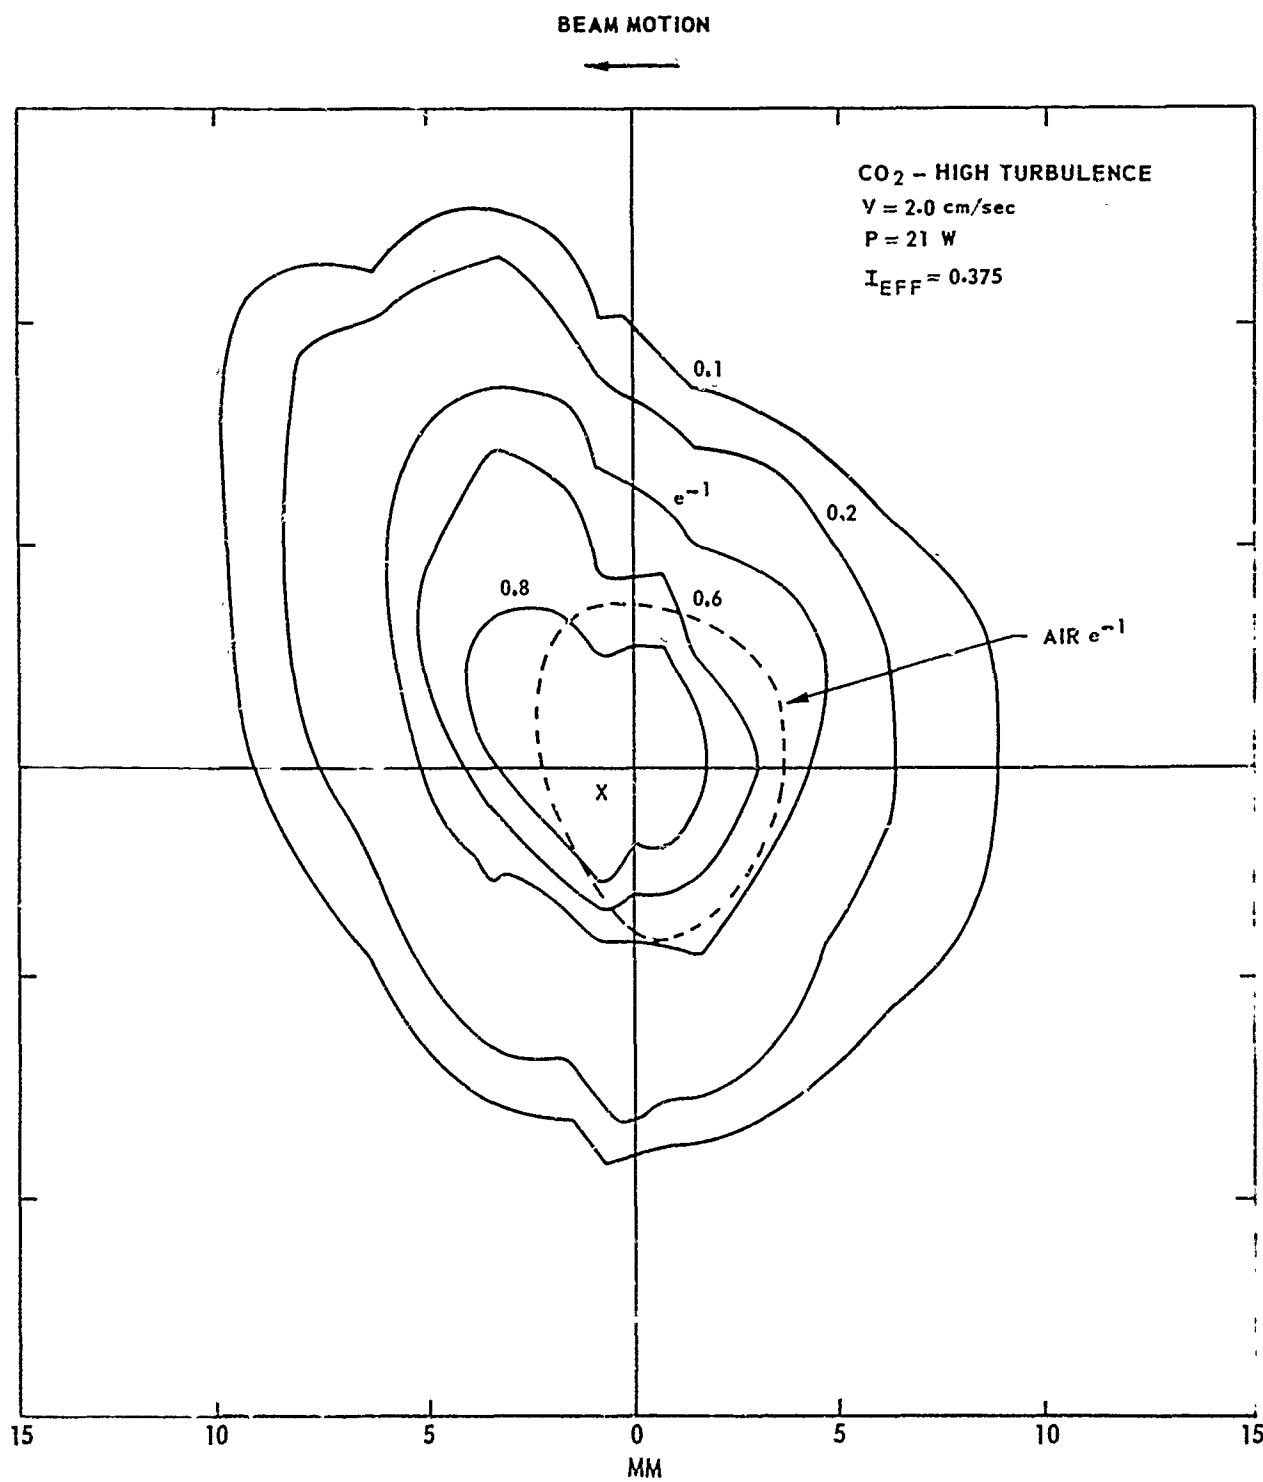 BEAM MOTION
CO2 – HIGH TURBULENCE
V = 2.0 cm/sec
P = 21 W
IEFF = 0.375
0.1
e-1
0.2
0.8
0.6
AIR e-1
X
15 10 5 0 5 10 15
MM